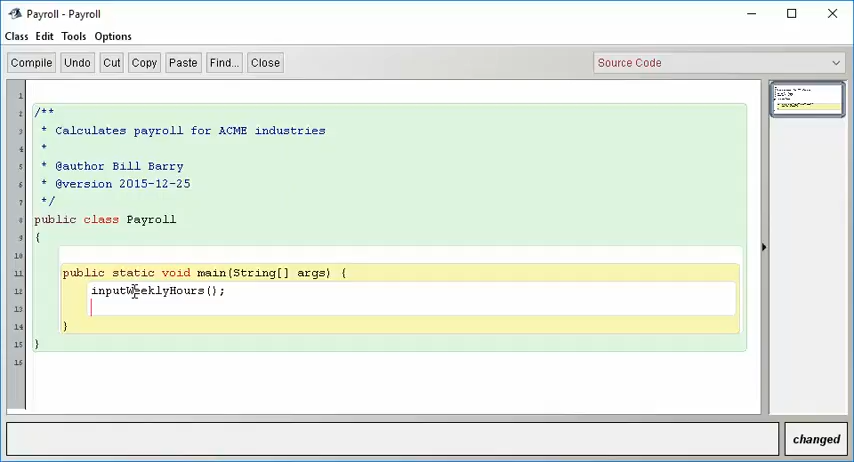 Payroll - Payroll
Class Edit Tools Options
Compile Undo Cut Copy Paste Find... Close Source Code
1
2 /**
3 * Calculates payroll for ACME industries
4 *
5 * @author Bill Barry
6 * @version 2015-12-25
7 */
8 public class Payroll
9 {
10
11 public static void main(String[] args) {
12 inputWeeklyHours();
13
14 }
15 }
16
changed